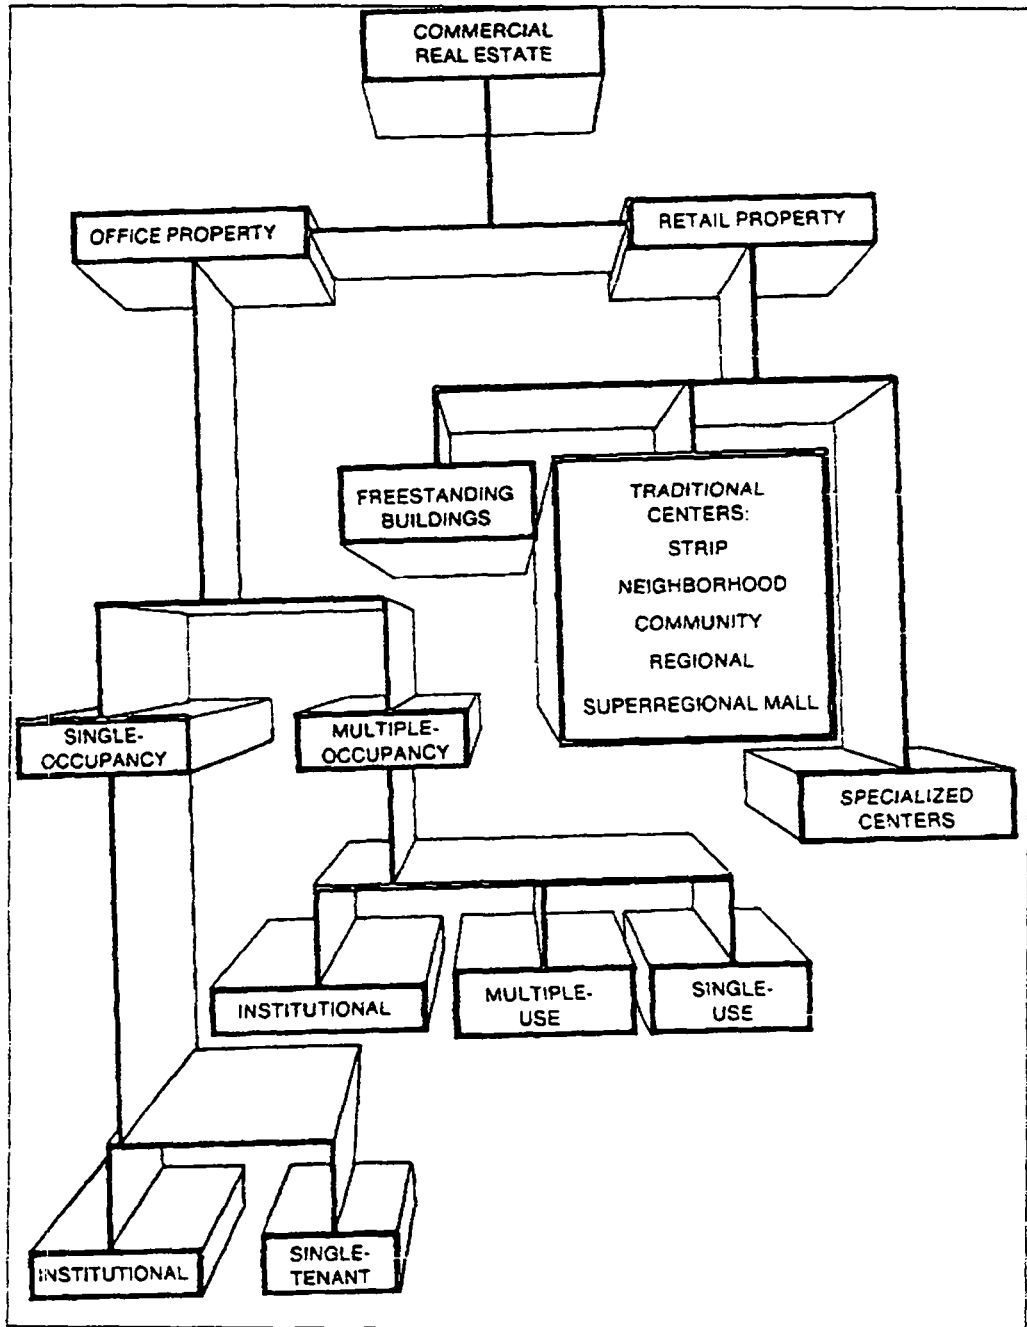 COMMERCIAL
REAL ESTATE
OFFICE PROPERTY
RETAIL PROPERTY
FREESTANDING
BUILDINGS
TRADITIONAL
CENTERS:
STRIP
NEIGHBORHOOD
COMMUNITY
REGIONAL
SUPERREGIONAL MALL
SINGLE-
OCCUPANCY
MULTIPLE-
OCCUPANCY
SPECIALIZED
CENTERS
INSTITUTIONAL
MULTIPLE-
USE
SINGLE-
USE
INSTITUTIONAL
SINGLE-
TENANT